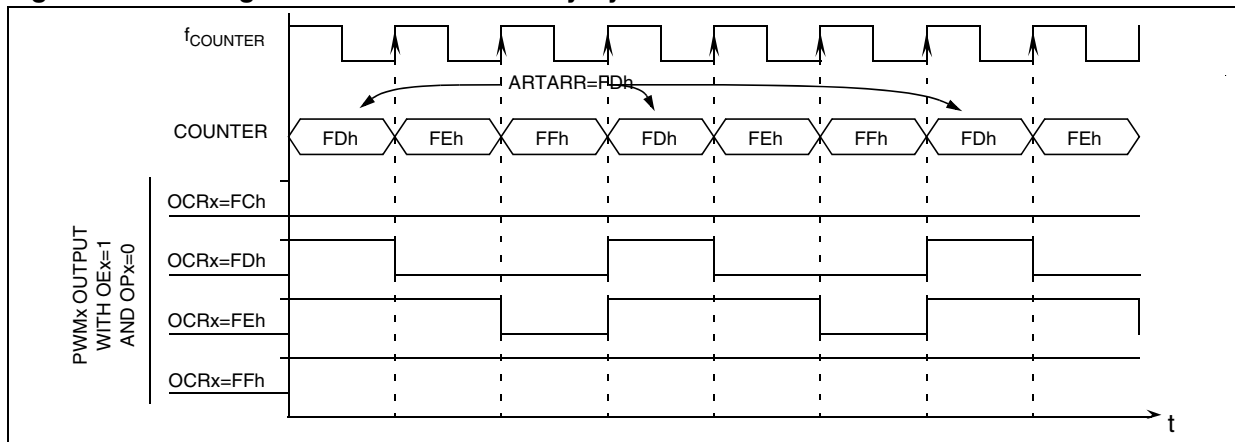 fCOUNTER
ARTARR=FDh
COUNTER
FDh FEh FFh FDh FEh FFh FDh FEh
PWMx OUTPUT
WITH OEx=1
AND OPx=0
OCRx=FCh
OCRx=FDh
OCRx=FEh
OCRx=FFh
t